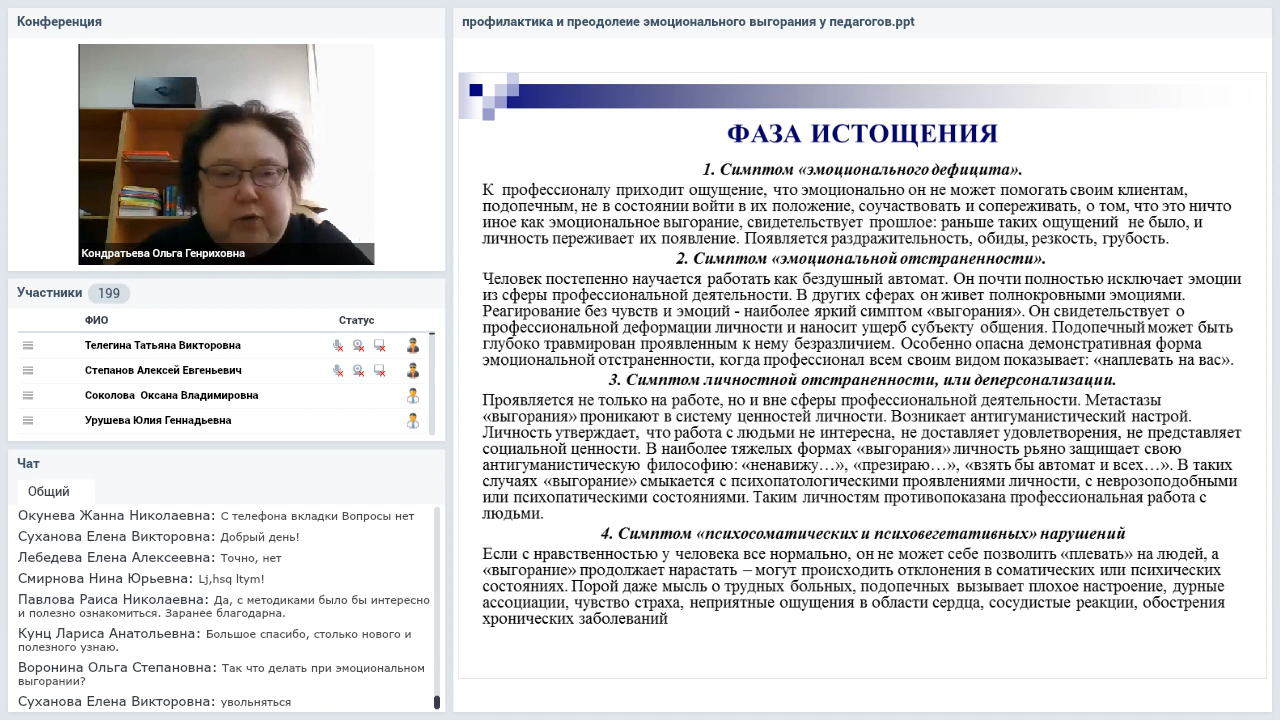 Конференция
Кондратьева Ольга Генриховна
Участники 199
ФИО Статус
Телегина Татьяна Викторовна
Степанов Алексей Евгеньевич
Соколова Оксана Владимировна
Урушева Юлия Геннадьевна
Чат
Общий
Окунева Жанна Николаевна: С телефона вкладки Вопросы нет
Суханова Елена Викторовна: Добрый день!
Лебедева Елена Алексеевна: Точно, нет
Смирнова Нина Юрьевна: Lj,hsq ltym!
Павлова Раиса Николаевна: Да, с методиками было бы интересно
и полезно ознакомиться. Заранее благодарна.
Кунц Лариса Анатольевна: Большое спасибо, столько нового и
полезного узнаю.
Воронина Ольга Степановна: Так что делать при эмоциональном
выгорании?
Суханова Елена Викторовна: увольняться
профилактика и преодолеие эмоционального выгорания у педагогов.ppt
ФАЗА ИСТОЩЕНИЯ
1. Симптом «эмоционального дефицита».
К профессионалу приходит ощущение, что эмоционально он не может помогать своим клиентам,
подопечным, не в состоянии войти в их положение, соучаствовать и сопереживать, о том, что это ничто
иное как эмоциональное выгорание, свидетельствует прошлое: раньше таких ощущений не было, и
личность переживает их появление. Появляется раздражительность, обиды, резкость, грубость.
2. Симптом «эмоциональной отстраненности».
Человек постепенно научается работать как бездушный автомат. Он почти полностью исключает эмоции
из сферы профессиональной деятельности. В других сферах он живет полнокровными эмоциями.
Реагирование без чувств и эмоций - наиболее яркий симптом «выгорания». Он свидетельствует о
профессиональной деформации личности и наносит ущерб субъекту общения. Подопечный может быть
глубоко травмирован проявленным к нему безразличием. Особенно опасна демонстративная форма
эмоциональной отстраненности, когда профессионал всем своим видом показывает: «наплевать на вас».
3. Симптом личностной отстраненности, или деперсонализации.
Проявляется не только на работе, но и вне сферы профессиональной деятельности. Метастазы
«выгорания» проникают в систему ценностей личности. Возникает антигуманистический настрой.
Личность утверждает, что работа с людьми не интересна, не доставляет удовлетворения, не представляет
социальной ценности. В наиболее тяжелых формах «выгорания» личность рьяно защищает свою
антигуманистическую философию: «ненавижу…», «презираю…», «взять бы автомат и всех…». В таких
случаях «выгорание» смыкается с психопатологическими проявлениями личности, с неврозоподобными
или психопатическими состояниями. Таким личностям противопоказана профессиональная работа с
людьми.
4. Симптом «психосоматических и психовегетативных» нарушений
Если с нравственностью у человека все нормально, он не может себе позволить «плевать» на людей, а
«выгорание» продолжает нарастать – могут происходить отклонения в соматических или психических
состояниях. Порой даже мысль о трудных больных, подопечных вызывает плохое настроение, дурные
ассоциации, чувство страха, неприятные ощущения в области сердца, сосудистые реакции, обострения
хронических заболеваний